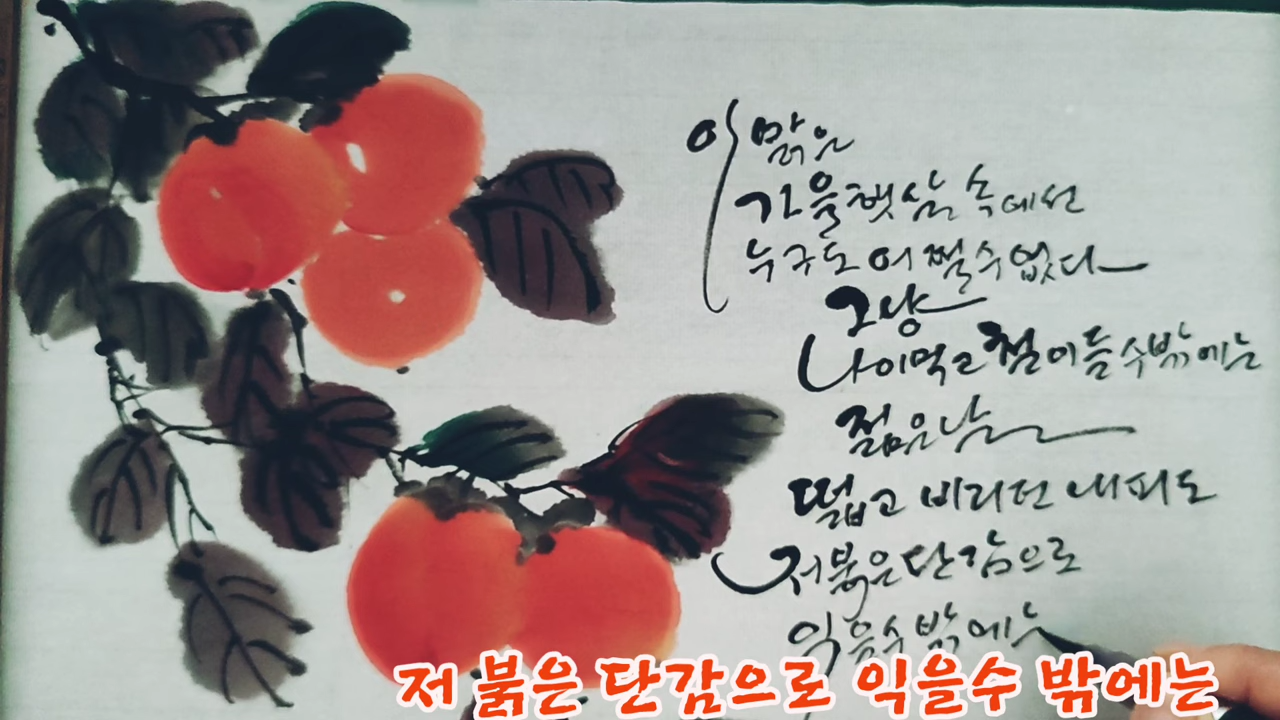 이 맑은
가을 햇살 속에선
누구도 어쩔 수 없다
그냥
나이 먹고 철이 들 수 밖에는
젊은 날
떫고 비리던 내 피도
저 붉은 단감으로
익을 수 밖에는
저 붉은 단감으로 익을수 밖에는